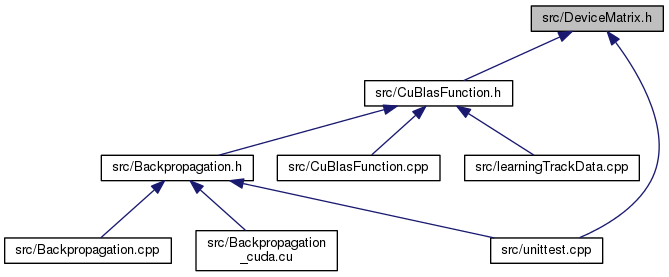 src/DeviceMatrix.h
src/CuBlasFunction.h
src/Backpropagation.h
src/CuBlasFunction.cpp
src/learningTrackData.cpp
src/Backpropagation.cpp
src/Backpropagation
_cuda.cu
src/unittest.cpp